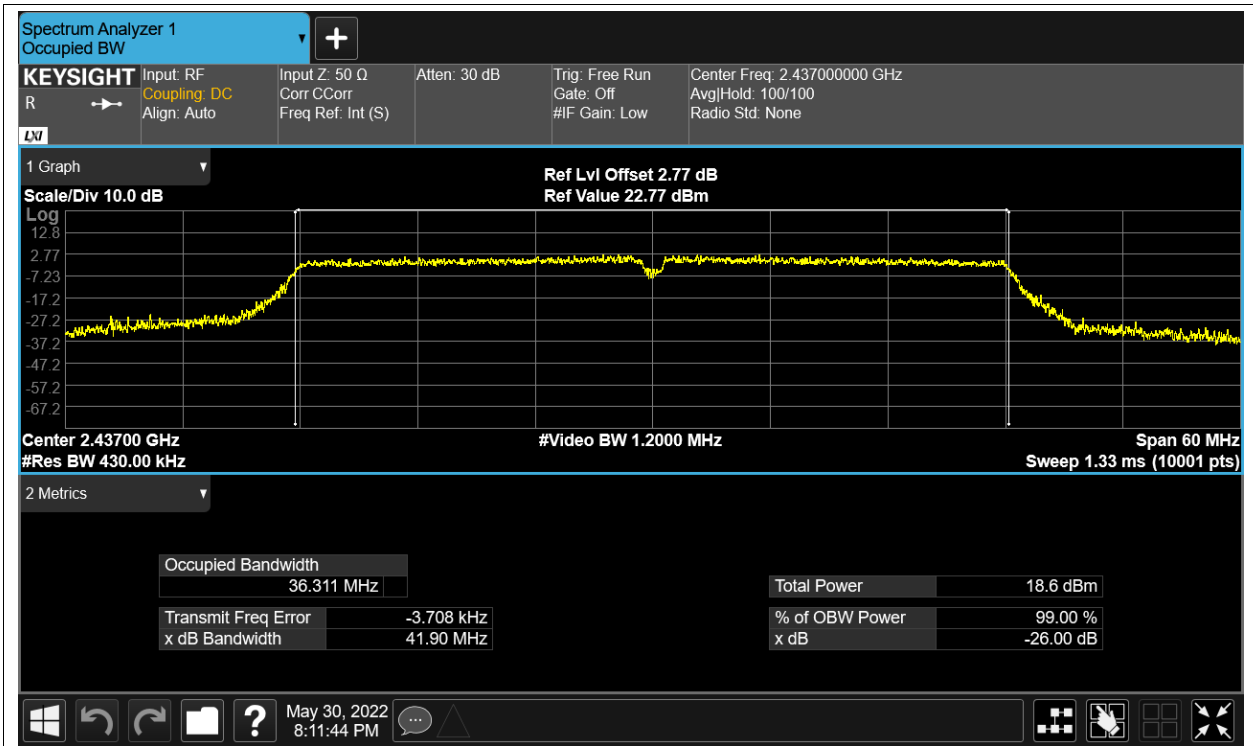 Spectrum Analyzer 1
Occupied BW
KEYSIGHT
R
LXI
Input: RF
Coupling: DC
Align: Auto
Input Z: 50 Ω
Corr CCorr
Freq Ref: Int (S)
Atten: 30 dB
Trig: Free Run
Gate: Off
#IF Gain: Low
Center Freq: 2.437000000 GHz
Avg|Hold: 100/100
Radio Std: None
1 Graph
Scale/Div 10.0 dB
Ref Lvl Offset 2.77 dB
Ref Value 22.77 dBm
Log
12.8
2.77
-7.23
-17.2
-27.2
-37.2
-47.2
-57.2
-67.2
Center 2.43700 GHz
#Res BW 430.00 kHz
#Video BW 1.2000 MHz
Span 60 MHz
Sweep 1.33 ms (10001 pts)
2 Metrics
Occupied Bandwidth
36.311 MHz
Transmit Freq Error -3.708 kHz
x dB Bandwidth 41.90 MHz
Total Power 18.6 dBm
% of OBW Power 99.00 %
x dB -26.00 dB
?
May 30, 2022
8:11:44 PM